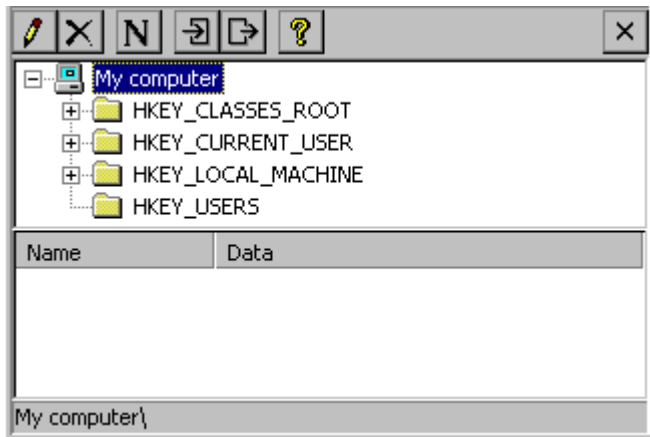 N
My computer
HKEY_CLASSES_ROOT
HKEY_CURRENT_USER
HKEY_LOCAL_MACHINE
HKEY_USERS
Name Data
My computer\